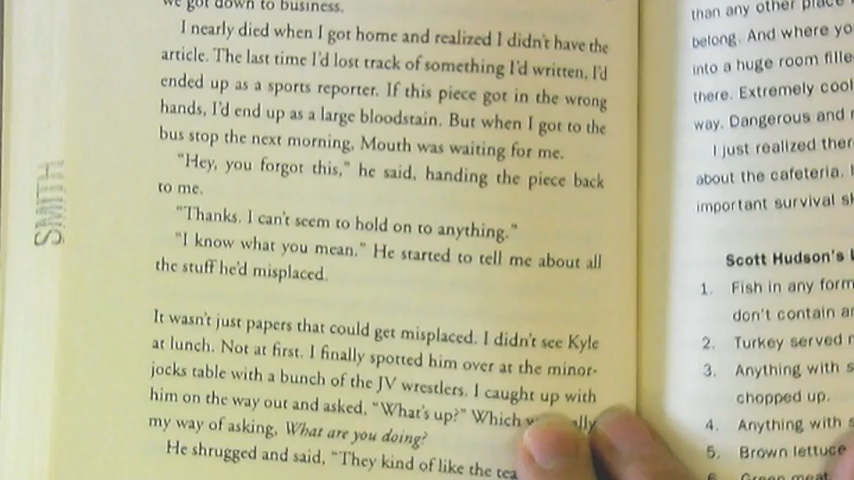 we got down to business.
I nearly died when I got home and realized I didn't have the
article. The last time I'd lost track of something I'd written, I'd
ended up as a sports reporter. If this piece got in the wrong
hands, I'd end up as a large bloodstain. But when I got to the
bus stop the next morning, Mouth was waiting for me.
"Hey, you forgot this," he said, handing the piece back
to me.
"Thanks. I can't seem to hold on to anything."
"I know what you mean." He started to tell me about all
the stuff he'd misplaced.
It wasn't just papers that could get misplaced. I didn't see Kyle
at lunch. Not at first. I finally spotted him over at the minor-
jocks table with a bunch of the JV wrestlers. I caught up with
him on the way out and asked, "What's up?" Which
my way of asking, What are you doing?
He shrugged and said, "They kind of like the
SMITH
than any other place
belong. And where yo
into a huge room fille
there. Extremely cool
way. Dangerous and
I just realized ther
about the cafeteria.
important survival sk
Scott Hudson's
1. Fish in any form
don't contain
2. Turkey served
3. Anything with s
chopped up.
4. Anything with s
5. Brown lettuce
6. Green meat